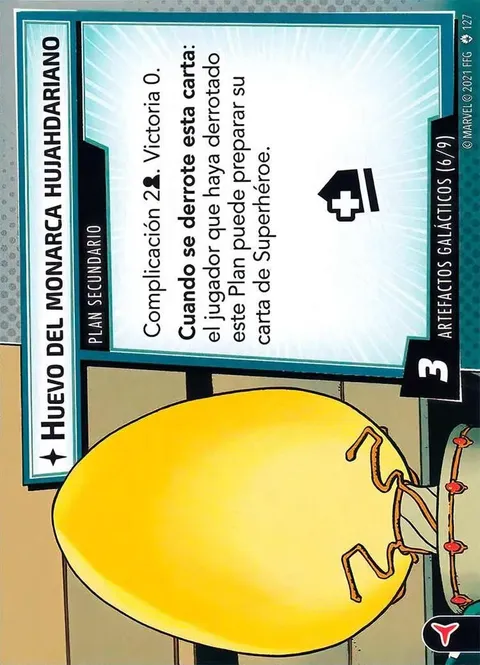 HUEVO DEL MONARCA HUJAHDARIANO
PLAN SECUNDARIO
Complicación 2. Victoria 0.
Cuando se derrote esta carta:
el jugador que haya derrotado
este Plan puede preparar su
carta de Superhéroe.
3
ARTEFACTOS GALÁCTICOS (6/9)
© MARVEL © 2021 FFG 127